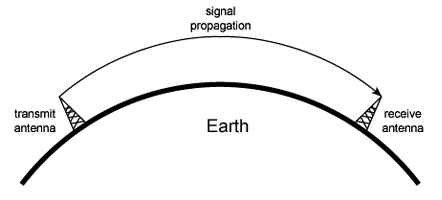 signal
propagation
transmit
antenna
Earth
receive
antenna